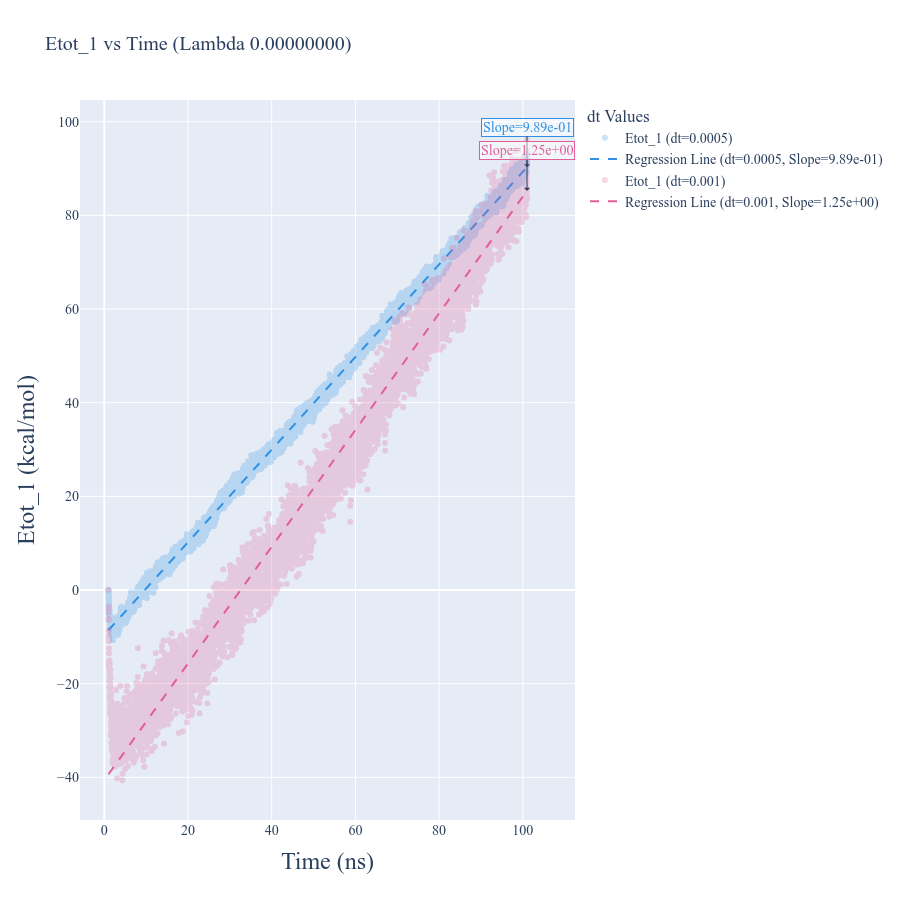 Etot_1 vs Time (Lambda 0.00000000)
dt Values
Etot_1 (dt=0.0005)
Regression Line (dt=0.0005, Slope=9.89e-01)
Etot_1 (dt=0.001)
Regression Line (dt=0.001, Slope=1.25e+00)
Slope=9.89e-01
Slope=1.25e+00
100
80
60
40
20
0
−20
−40
Etot_1 (kcal/mol)
0 20 40 60 80 100
Time (ns)